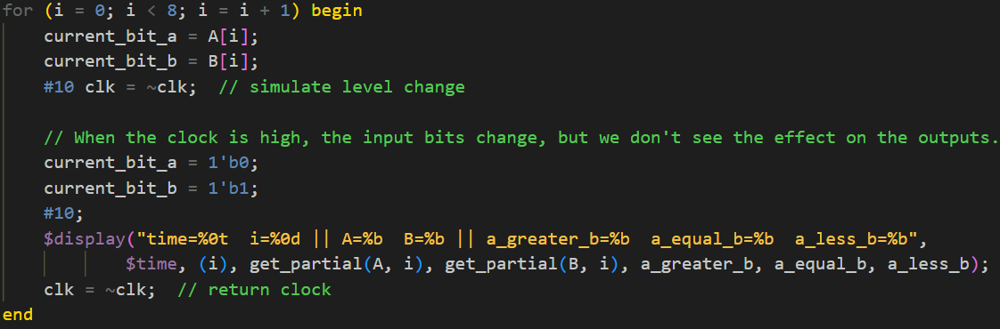 for (i = 0; i < 8; i = i + 1) begin
    current_bit_a = A[i];
    current_bit_b = B[i];
    #10 clk = ~clk;  // simulate level change

    // When the clock is high, the input bits change, but we don't see the effect on the outputs.
    current_bit_a = 1'b0;
    current_bit_b = 1'b1;
    #10;
    $display("time=%0t  i=%0d || A=%b  B=%b || a_greater_b=%b  a_equal_b=%b  a_less_b=%b",
            $time, (i), get_partial(A, i), get_partial(B, i), a_greater_b, a_equal_b, a_less_b);
    clk = ~clk;  // return clock
end